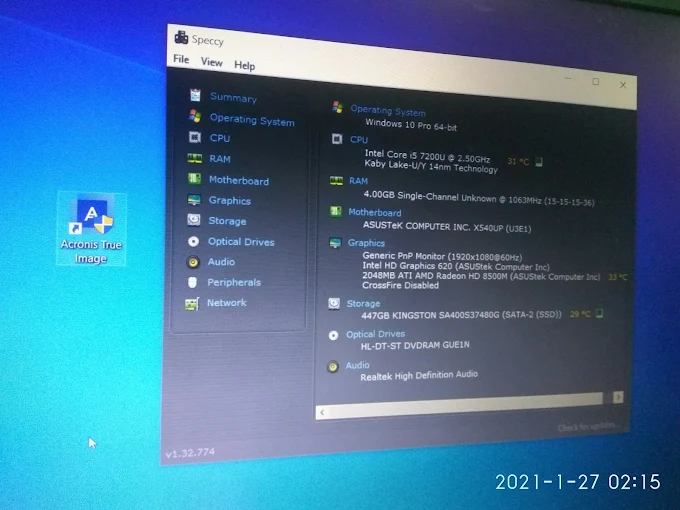 Speccy
File View Help
Summary
Operating System
CPU
RAM
Motherboard
Graphics
Storage
Optical Drives
Audio
Peripherals
Network
Operating System
Windows 10 Pro 64-bit
CPU
Intel Core i5 7200U @ 2.50GHz 31 °C
Kaby Lake-U/Y 14nm Technology
RAM
4.00GB Single-Channel Unknown @ 1063MHz (15-15-15-36)
Motherboard
ASUSTeK COMPUTER INC. X540UP (U3E1)
Graphics
Generic PnP Monitor (1920x1080@60Hz)
Intel HD Graphics 620 (ASUStek Computer Inc)
2048MB ATI AMD Radeon HD 8500M (ASUStek Computer Inc) 33 °C
CrossFire Disabled
Storage
447GB KINGSTON SA400S37480G (SATA-2 (SSD)) 29 °C
Optical Drives
HL-DT-ST DVDRAM GUE1N
Audio
Realtek High Definition Audio
Check for updates...
v1.32.774
A
Acronis True
Image
2021-1-27 02:15